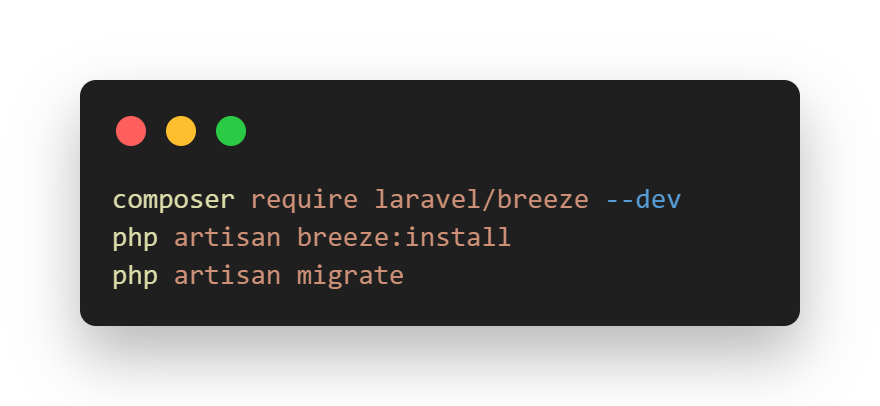 composer require laravel/breeze --dev
php artisan breeze:install
php artisan migrate